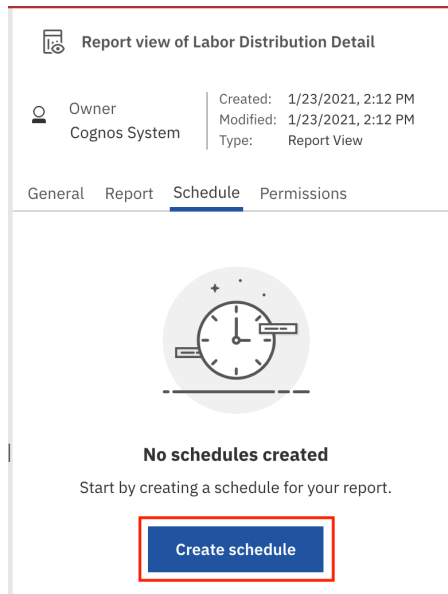 Report view of Labor Distribution Detail
Owner
Cognos System
Created: 1/23/2021, 2:12 PM
Modified: 1/23/2021, 2:12 PM
Type: Report View
General Report Schedule Permissions
No schedules created
Start by creating a schedule for your report.
Create schedule